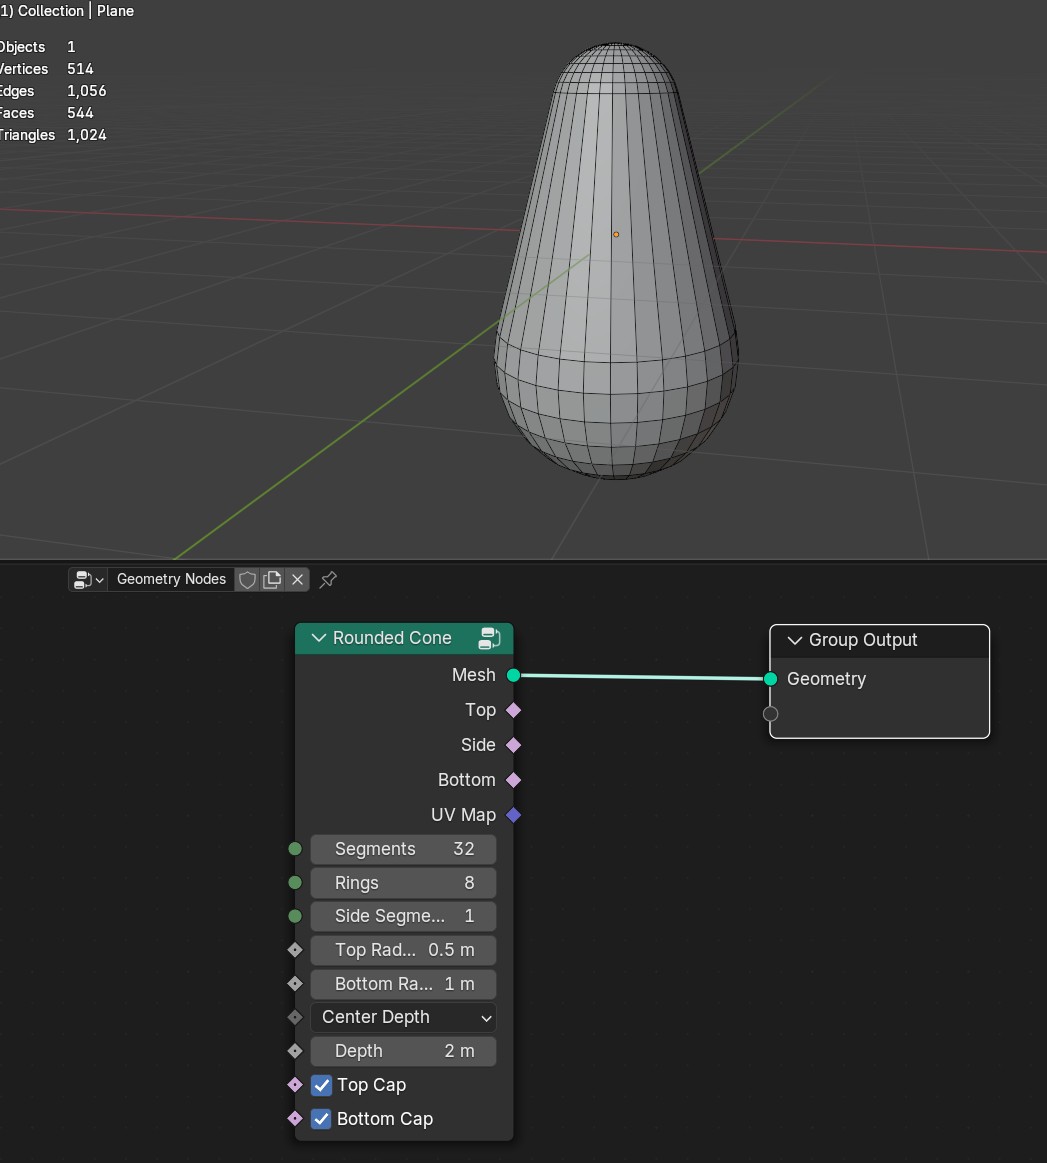 1) Collection | Plane
Objects 1
Vertices 514
Edges 1,056
Faces 544
Triangles 1,024
Geometry Nodes
Rounded Cone
Mesh
Top
Side
Bottom
UV Map
Segments 32
Rings 8
Side Segme... 1
Top Rad... 0.5 m
Bottom Ra... 1 m
Center Depth
Depth 2 m
Top Cap
Bottom Cap
Group Output
Geometry